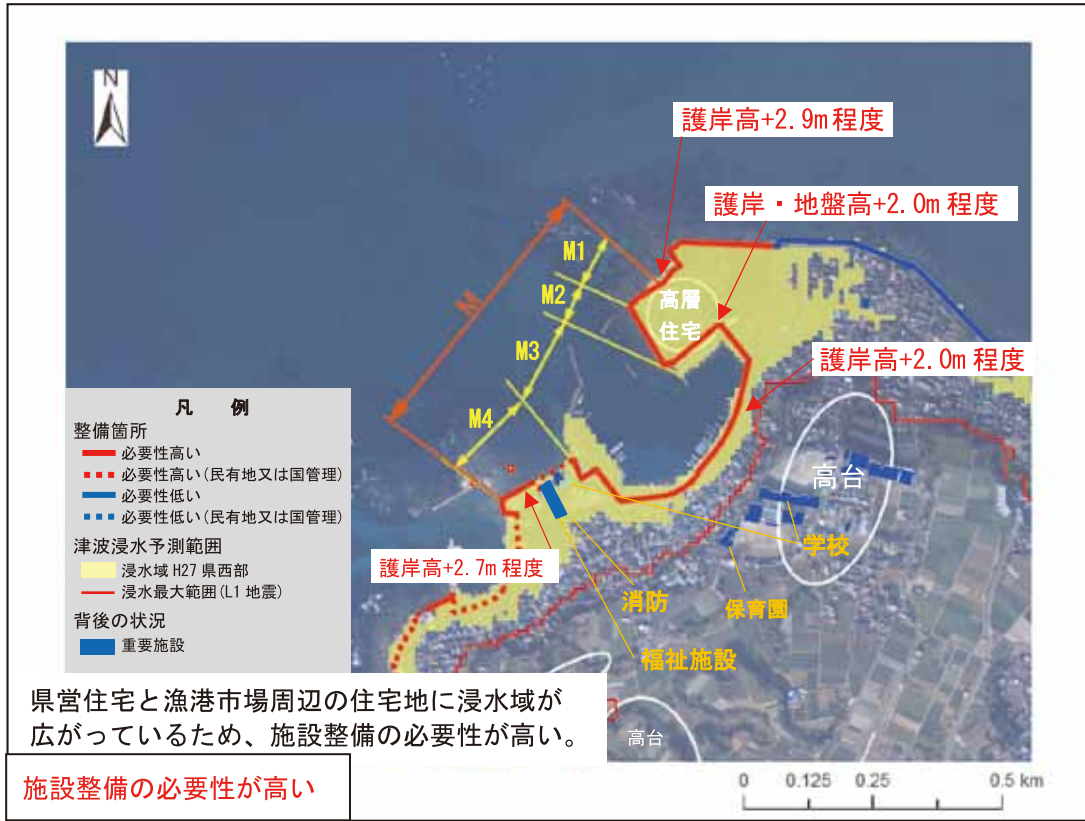 N
護岸高+2.9m程度
護岸・地盤高+2.0m程度
M
M1
M2
M3
M4
高層
住宅
護岸高+2.0m程度
高台
学校
保育園
護岸高+2.7m程度
消防
福祉施設
高台
凡 例
整備箇所
必要性高い
必要性高い(民有地又は国管理)
必要性低い
必要性低い(民有地又は国管理)
津波浸水予測範囲
浸水域 H27 県西部
浸水最大範囲(L1 地震)
背後の状況
重要施設
県営住宅と漁港市場周辺の住宅地に浸水域が
広がっているため、施設整備の必要性が高い。
施設整備の必要性が高い
0 0.125 0.25 0.5 km